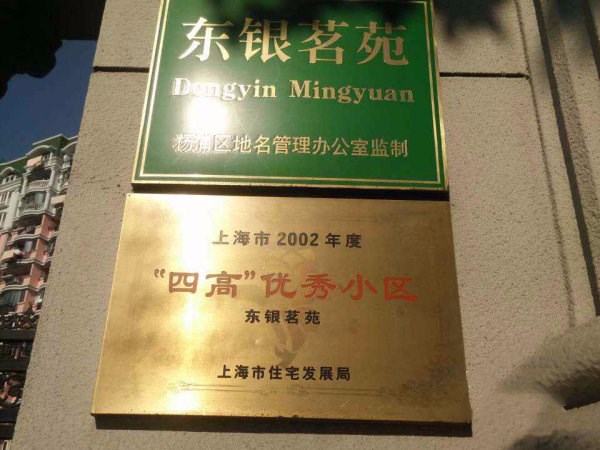 东银茗苑
Dongyin Mingyuan
杨浦区地名管理办公室监制
上海市2002年度
“四高”优秀小区
东银茗苑
上海市住宅发展局